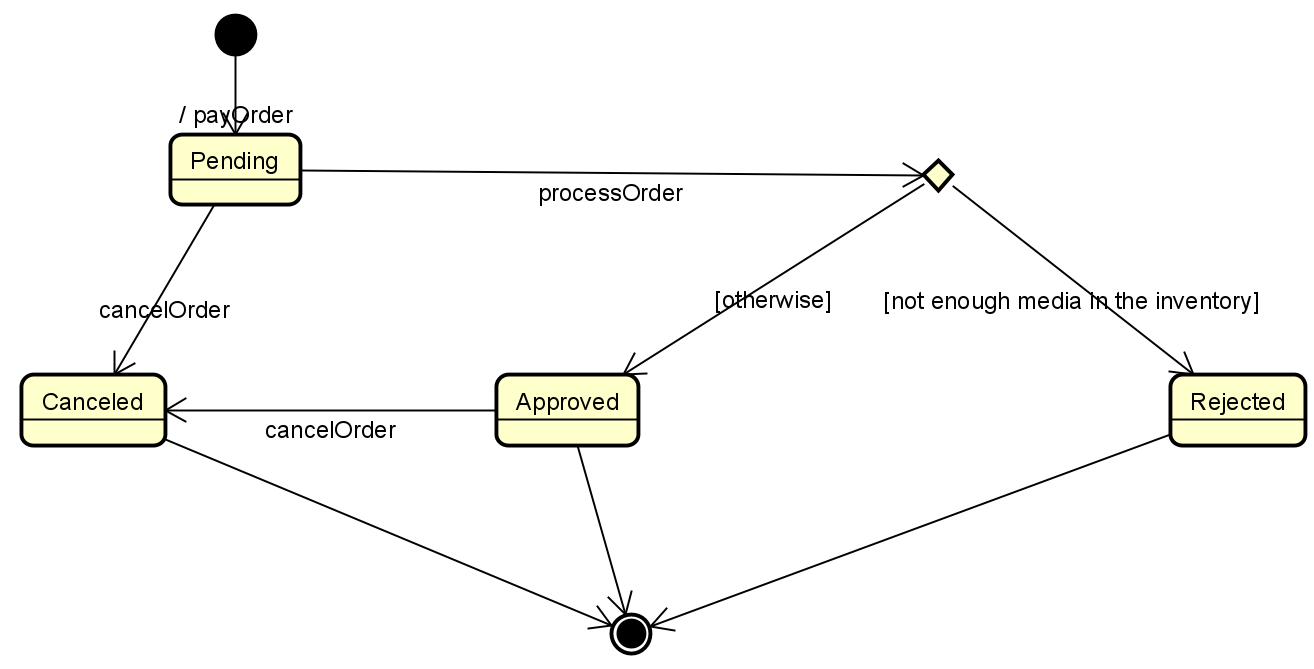 / payOrder
Pending
processOrder
cancelOrder
[otherwise]
[not enough media in the inventory]
Canceled
Approved
Rejected
cancelOrder